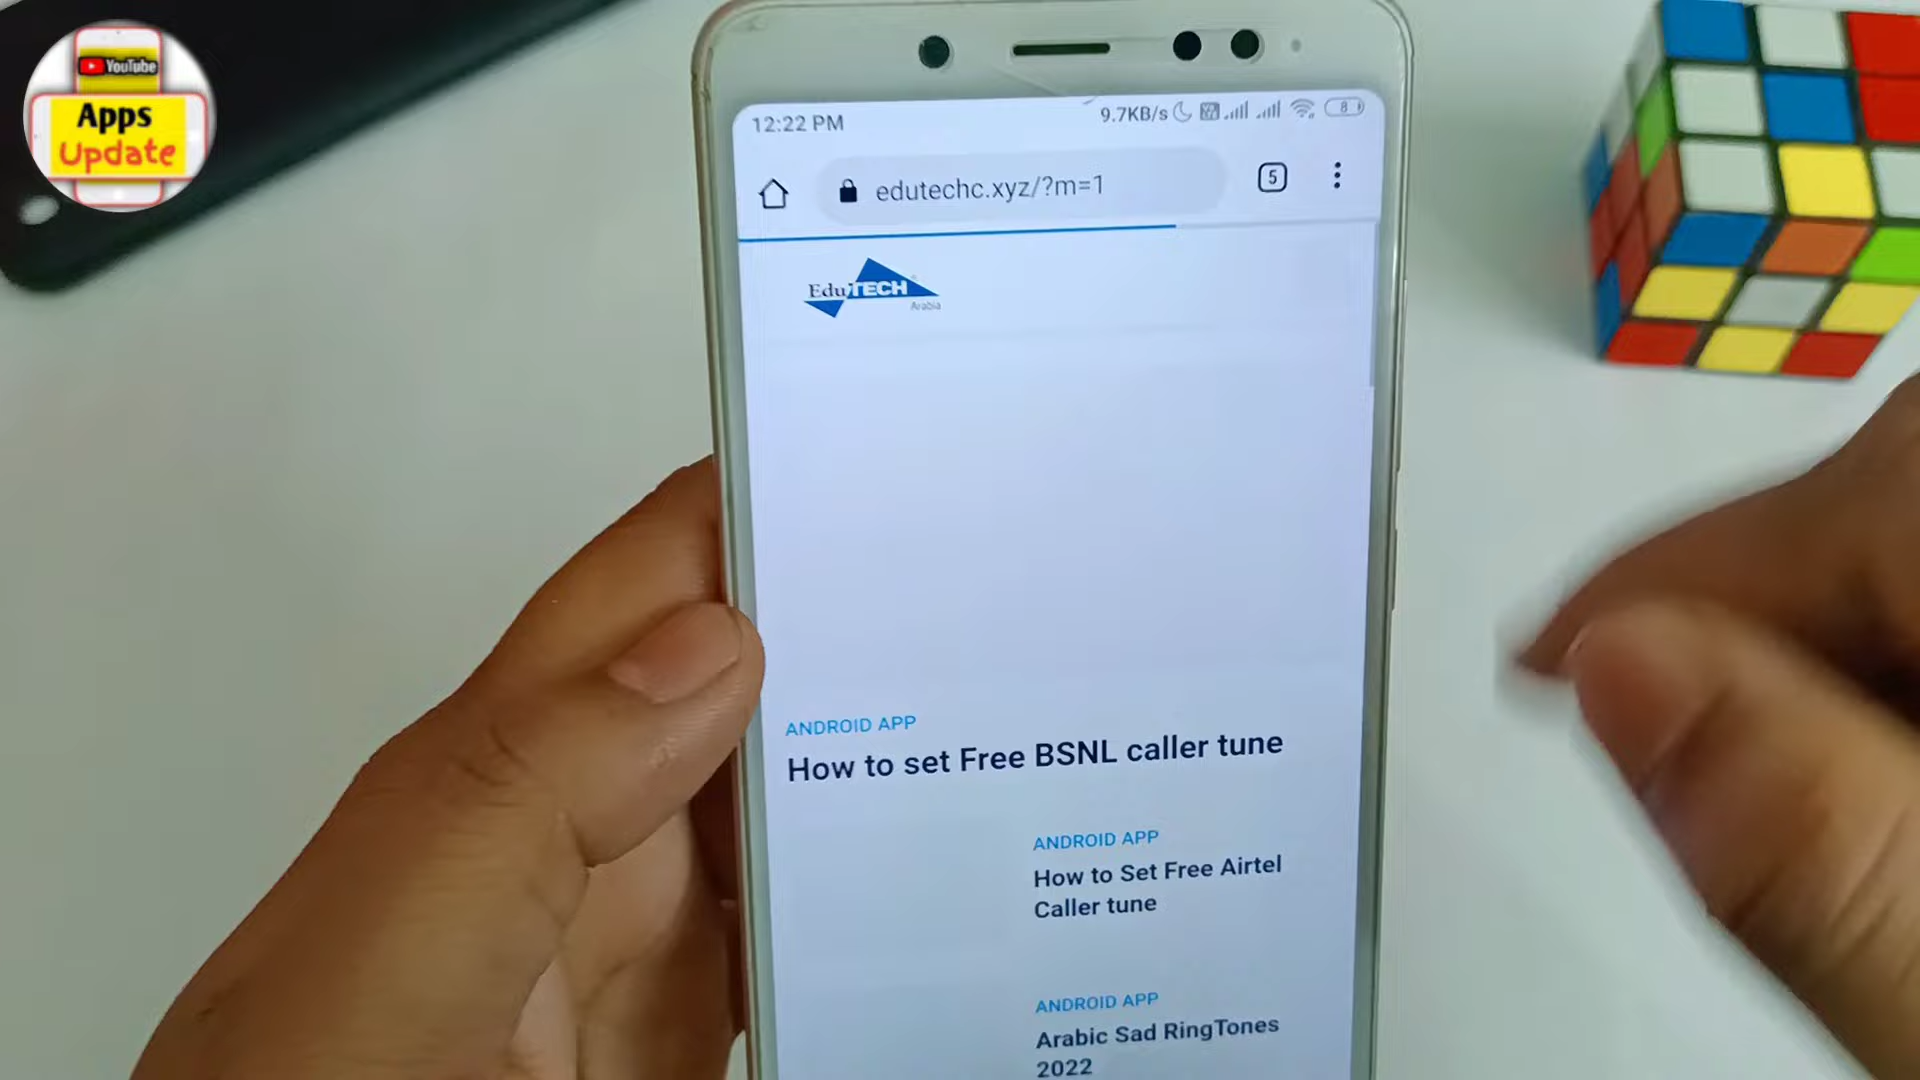 YouTube
Apps
Update
12:22 PM
9.7KB/s
8
edutechc.xyz/?m=1
5
EduTECH
Arabia
ANDROID APP
How to set Free BSNL caller tune
ANDROID APP
How to Set Free Airtel
Caller tune
ANDROID APP
Arabic Sad RingTones
2022